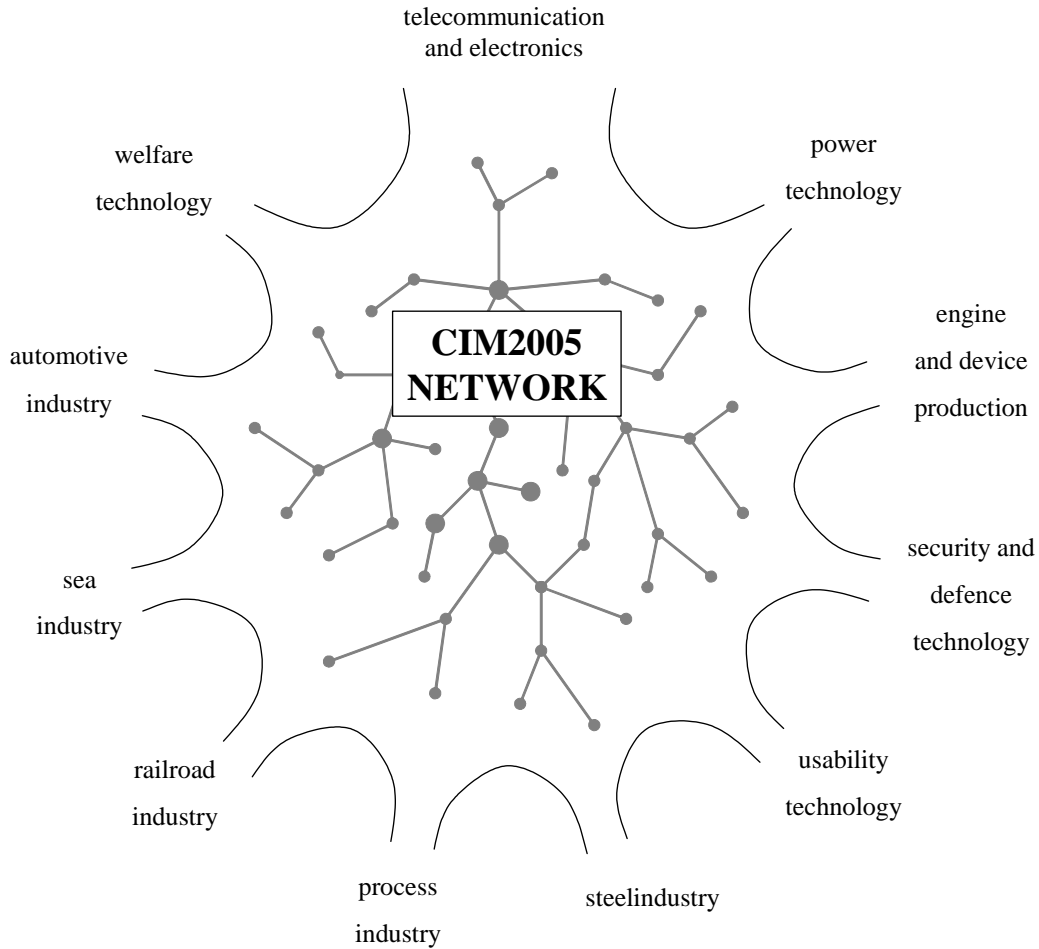 telecommunication
and electronics
welfare
technology
power
technology
automotive
industry
CIM2005
NETWORK
engine
and device
production
sea
industry
security and
defence
technology
railroad
industry
usability
technology
process
industry
steelindustry